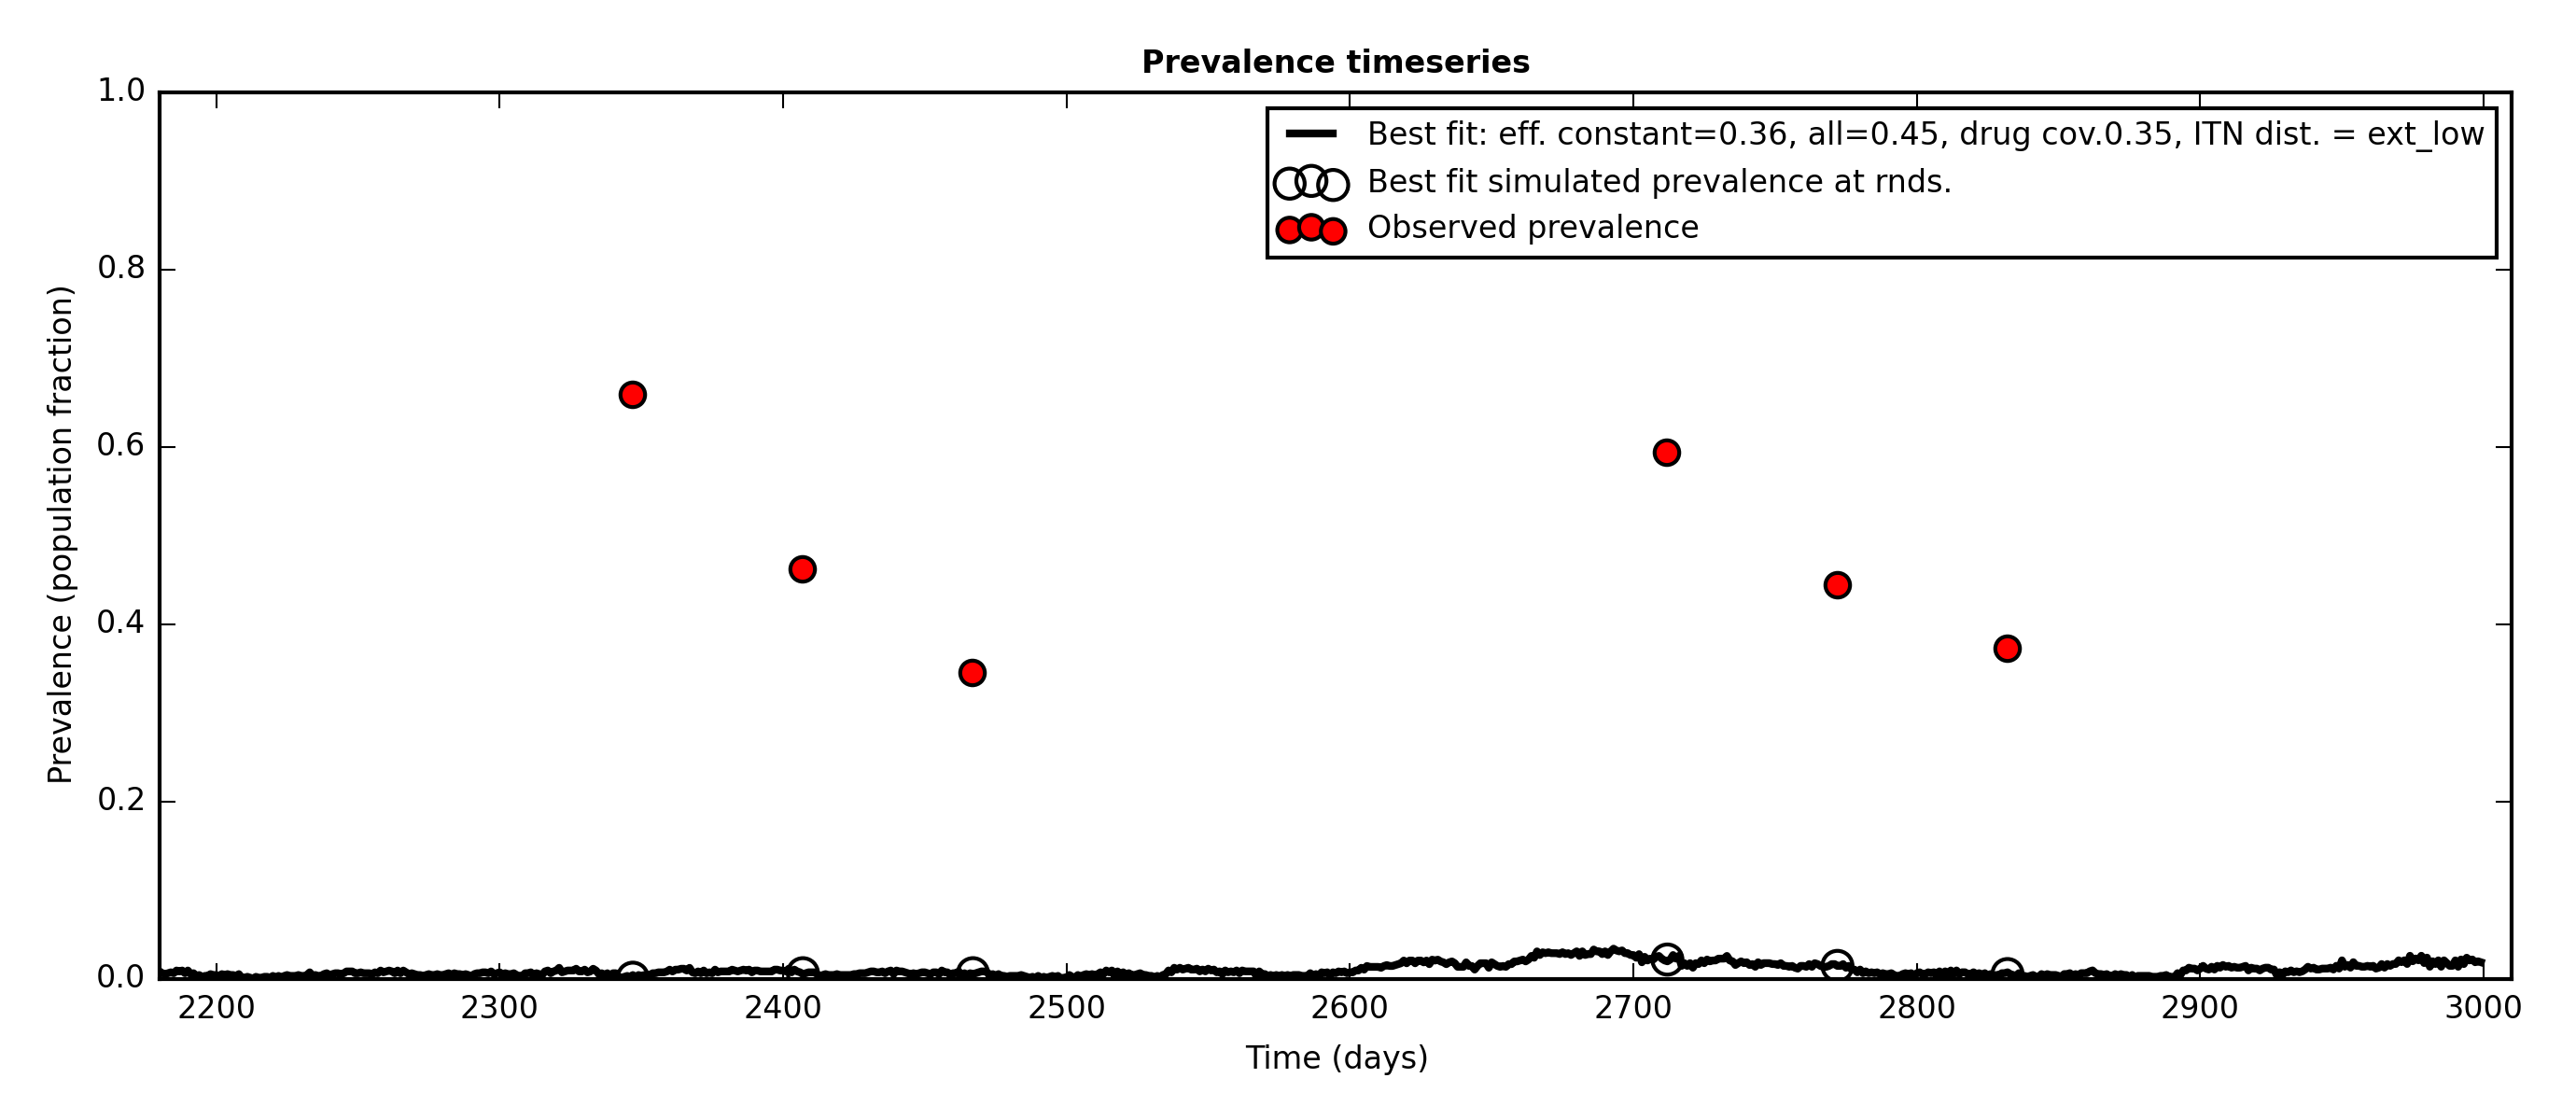 Prevalence timeseries
1.0
0.8
0.6
0.4
0.2
0.0
Prevalence (population fraction)
Best fit: eff. constant=0.36, all=0.45, drug cov.0.35, ITN dist. = ext_low
Best fit simulated prevalence at rnds.
Observed prevalence
2200 2300 2400 2500 2600 2700 2800 2900 3000
Time (days)